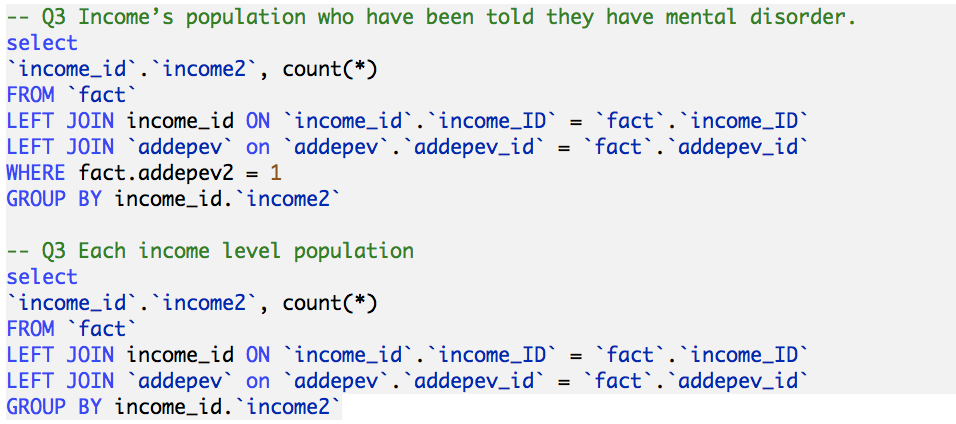 -- Q3 Income’s population who have been told they have mental disorder.
select
`income_id`.`income2`, count(*)
FROM `fact`
LEFT JOIN income_id ON `income_id`.`income_ID` = `fact`.`income_ID`
LEFT JOIN `addepev` on `addepev`.`addepev_id` = `fact`.`addepev_id`
WHERE fact.addepev2 = 1
GROUP BY income_id.`income2`
-- Q3 Each income level population
select
`income_id`.`income2`, count(*)
FROM `fact`
LEFT JOIN income_id ON `income_id`.`income_ID` = `fact`.`income_ID`
LEFT JOIN `addepev` on `addepev`.`addepev_id` = `fact`.`addepev_id`
GROUP BY income_id.`income2`